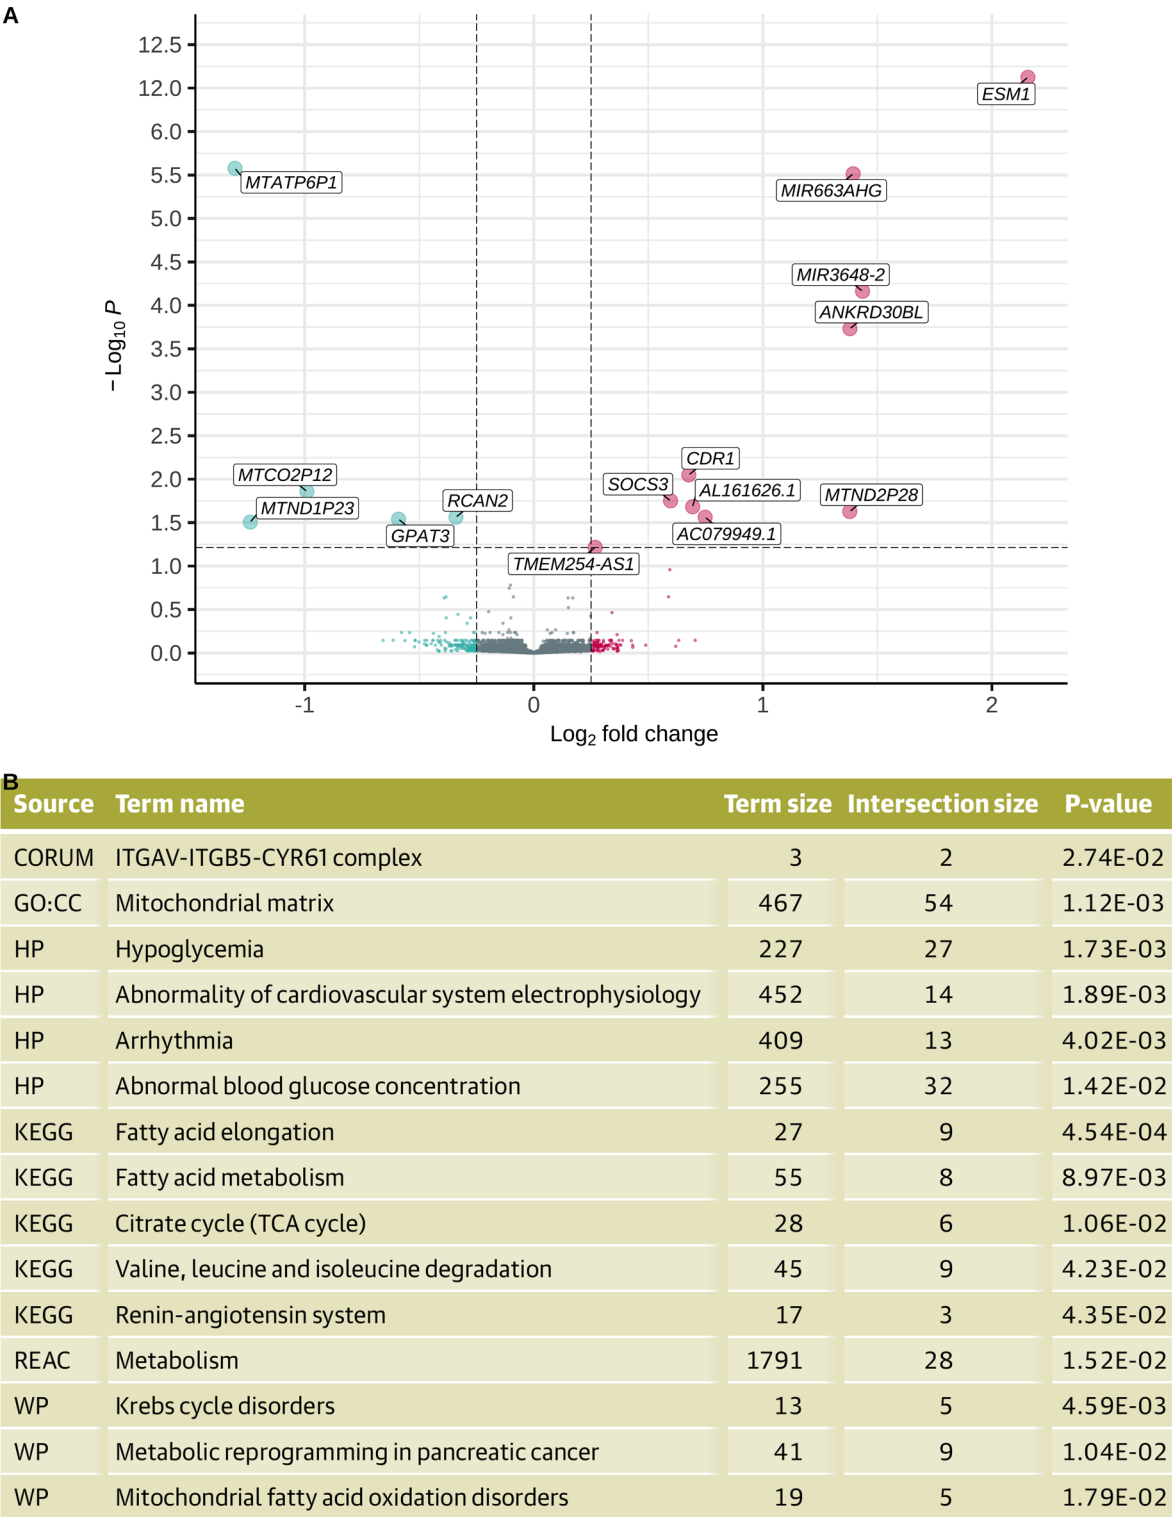 A
12.5
12.0
ESM1
6.0
5.5
MTATP6P1
MIR663AHG
5.0
4.5
MIR3648-2
4.0
ANKRD30BL
3.5
3.0
2.5
CDR1
2.0
MTCO2P12
SOCS3
AL161626.1
MTND2P28
MTND1P23
RCAN2
1.5
GPAT3
AC079949.1
TMEM254-AS1
1.0
0.5
0.0
−Log10 P
-1 0 1 2
Log2 fold change
B
Source Term name Term size Intersection size P-value
CORUM ITGAV-ITGB5-CYR61 complex 3 2 2.74E-02
GO:CC Mitochondrial matrix 467 54 1.12E-03
HP Hypoglycemia 227 27 1.73E-03
HP Abnormality of cardiovascular system electrophysiology 452 14 1.89E-03
HP Arrhythmia 409 13 4.02E-03
HP Abnormal blood glucose concentration 255 32 1.42E-02
KEGG Fatty acid elongation 27 9 4.54E-04
KEGG Fatty acid metabolism 55 8 8.97E-03
KEGG Citrate cycle (TCA cycle) 28 6 1.06E-02
KEGG Valine, leucine and isoleucine degradation 45 9 4.23E-02
KEGG Renin-angiotensin system 17 3 4.35E-02
REAC Metabolism 1791 28 1.52E-02
WP Krebs cycle disorders 13 5 4.59E-03
WP Metabolic reprogramming in pancreatic cancer 41 9 1.04E-02
WP Mitochondrial fatty acid oxidation disorders 19 5 1.79E-02